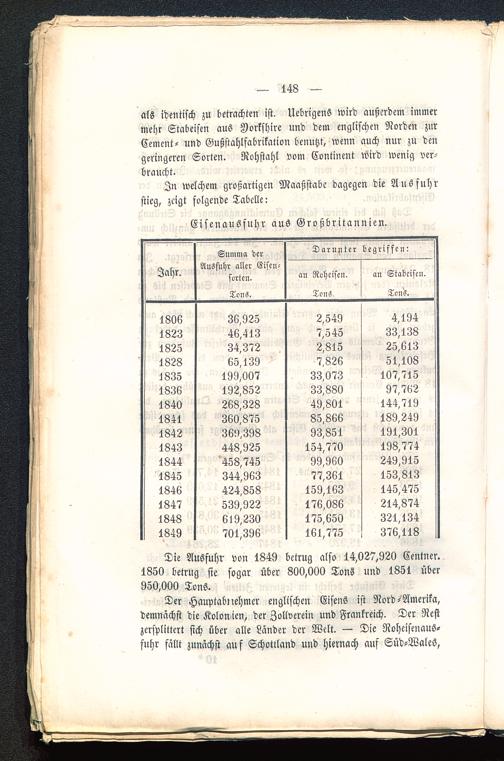 — 148 —
als identisch zu betrachten ist. Uebrigens wird außerdem immer
mehr Stabeisen aus Yorkshire und dem englischen Norden zur
Cement- und Gußstahlfabrikation benutzt, wenn auch nur zu den
geringeren Sorten. Rohstahl vom Continent wird wenig ver-
braucht.
In welchem großartigen Maaßstabe dagegen die Ausfuhr
stieg, zeigt folgende Tabelle:
Eisenausfuhr aus Großbritannien.
Jahr. Summa der Ausfuhr aller Eisen-sorten. Darunter begriffen:
an Roheisen. an Stabeisen.
Tons. Tons. Tons.
1806 36,925 2,549 4,194
1823 46,413 7,545 33,138
1825 34,372 2,815 25,613
1828 65,139 7,826 51,108
1835 199,007 33,073 107,715
1836 192,852 33,880 97,762
1840 268,328 49,801 144,719
1841 360,875 85,866 189,249
1842 369,398 93,851 191,301
1843 448,925 154,770 198,774
1844 458,745 99,960 249,915
1845 344,963 77,361 153,813
1846 424,858 159,163 145,475
1847 539,922 176,086 214,874
1848 619,230 175,650 321,134
1849 701,396 161,775 376,118
Die Ausfuhr von 1849 betrug also 14,027,920 Centner.
1850 betrug sie sogar über 800,000 Tons und 1851 über
950,000 Tons.
Der Hauptabnehmer englischen Eisens ist Nord-Amerika,
demnächst die Kolonien, der Zollverein und Frankreich. Der Rest
zersplittert sich über alle Länder der Welt. — Die Roheisenaus-
fuhr fällt zunächst auf Schottland und hiernach auf Süd-Wales,